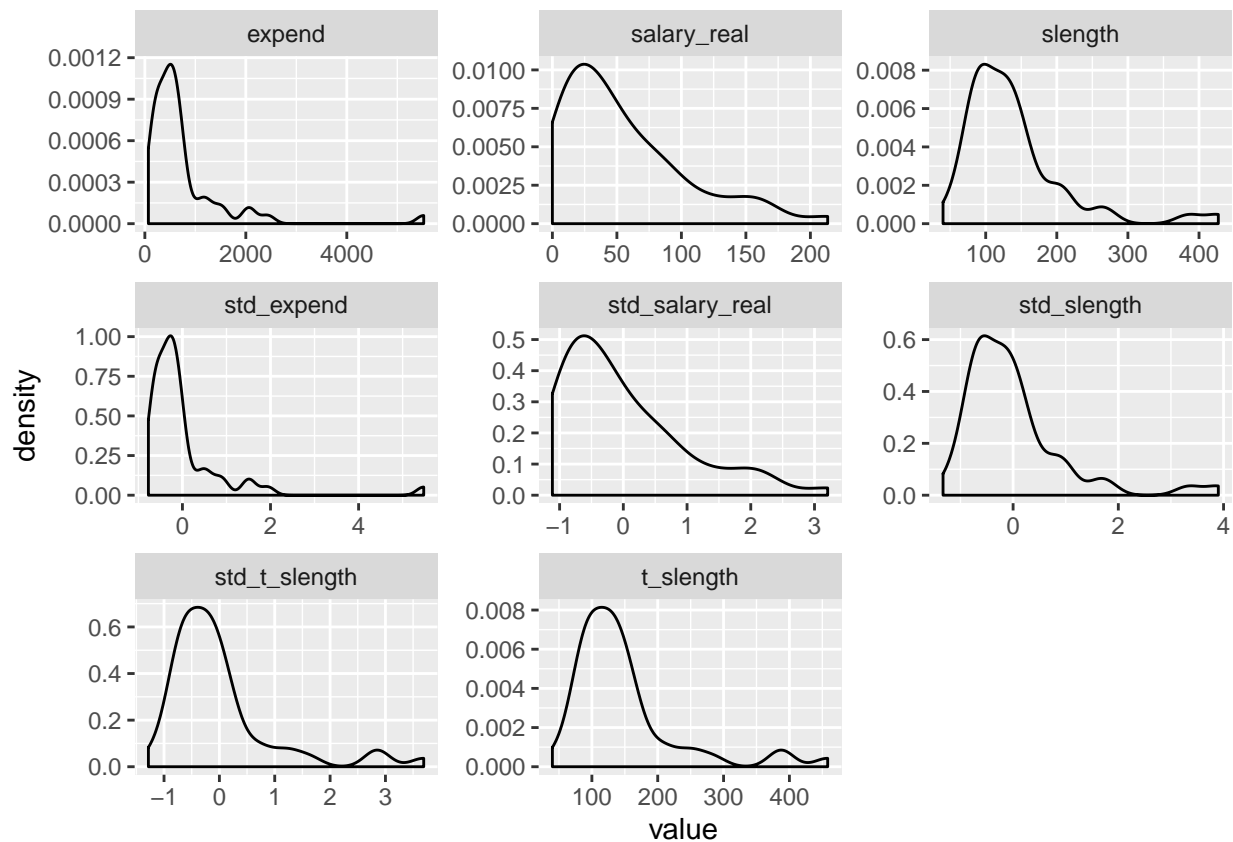 expend
salary_real
slength
0.0012
0.0009
0.0006
0.0003
0.0000
0 2000 4000
0.0100
0.0075
0.0050
0.0025
0.0000
0 50 100 150 200
0.008
0.006
0.004
0.002
0.000
100 200 300 400
std_expend
std_salary_real
std_slength
density
1.00
0.75
0.50
0.25
0.00
0 2 4
0.5
0.4
0.3
0.2
0.1
0.0
−1 0 1 2 3
0.6
0.4
0.2
0.0
0 2 4
std_t_slength
t_slength
0.6
0.4
0.2
0.0
−1 0 1 2 3
0.008
0.006
0.004
0.002
0.000
100 200 300 400
value